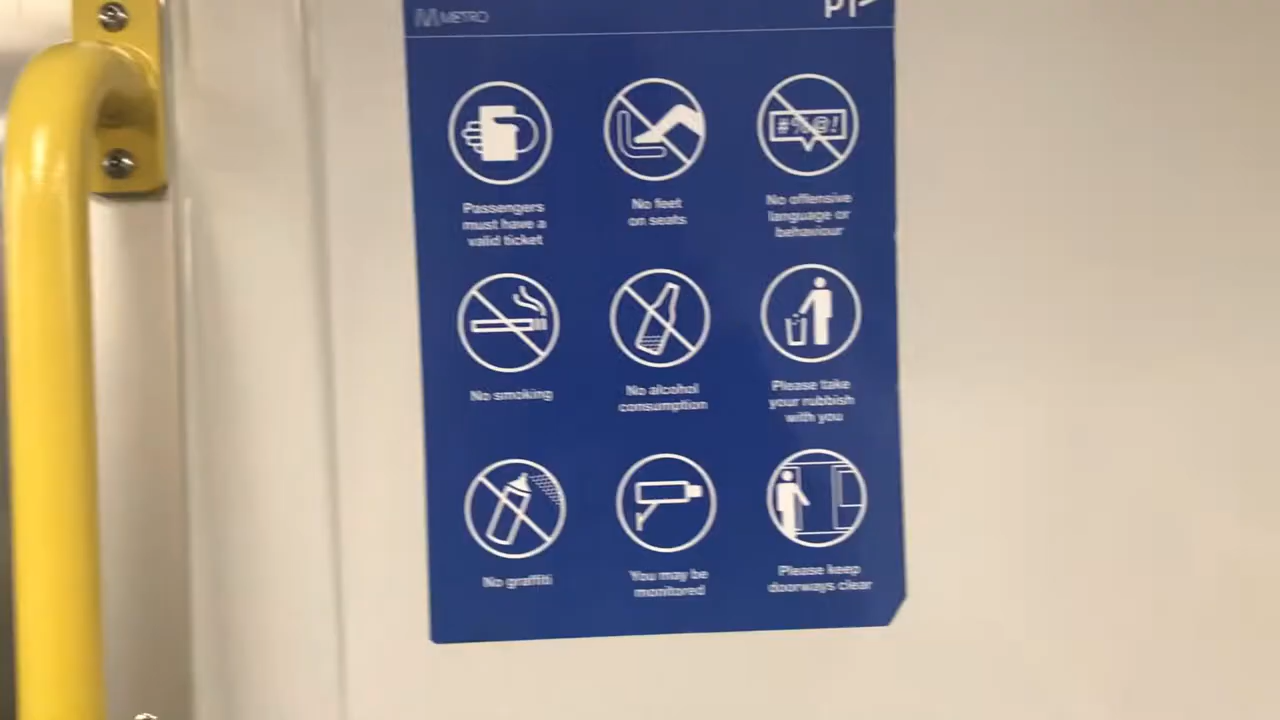 METRO
PT>
#%@!
Passengers
must have a
valid ticket
No feet
on seats
No offensive
language or
behaviour
No smoking
No alcohol
consumption
Please take
your rubbish
with you
No graffiti
You may be
monitored
Please keep
doorways clear